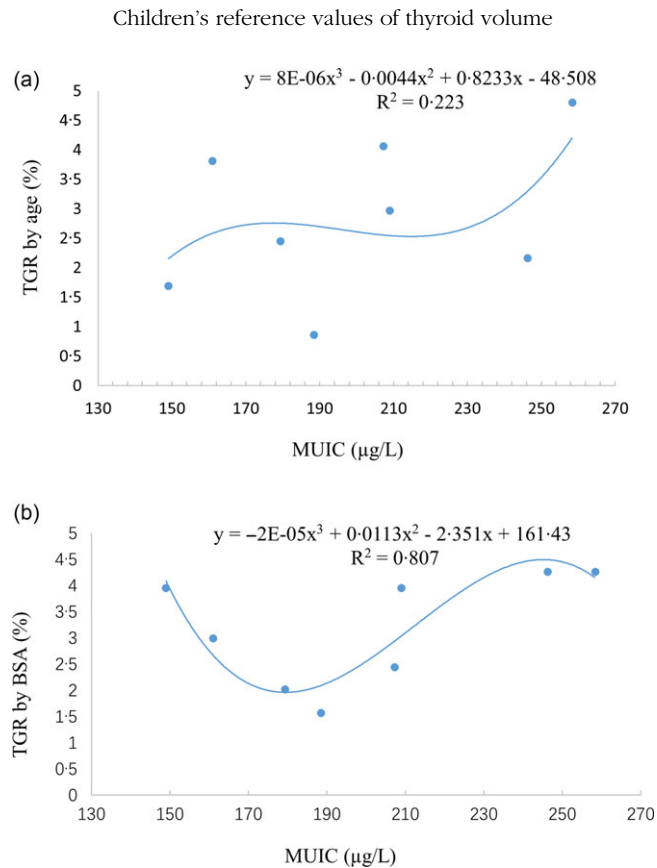 Children's reference values of thyroid volume
(a)
y = 8E-06x³ - 0·0044x² + 0·8233x - 48·508
R² = 0·223
5
4·5
4
3·5
3
2·5
2
1·5
1
0·5
0
TGR by age (%)
130 150 170 190 210 230 250 270
MUIC (µg/L)
(b)
y = –2E-05x³ + 0·0113x² - 2·351x + 161·43
R² = 0·807
5
4·5
4
3·5
3
2·5
2
1·5
1
0·5
0
TGR by BSA (%)
130 150 170 190 210 230 250 270
MUIC (µg/L)